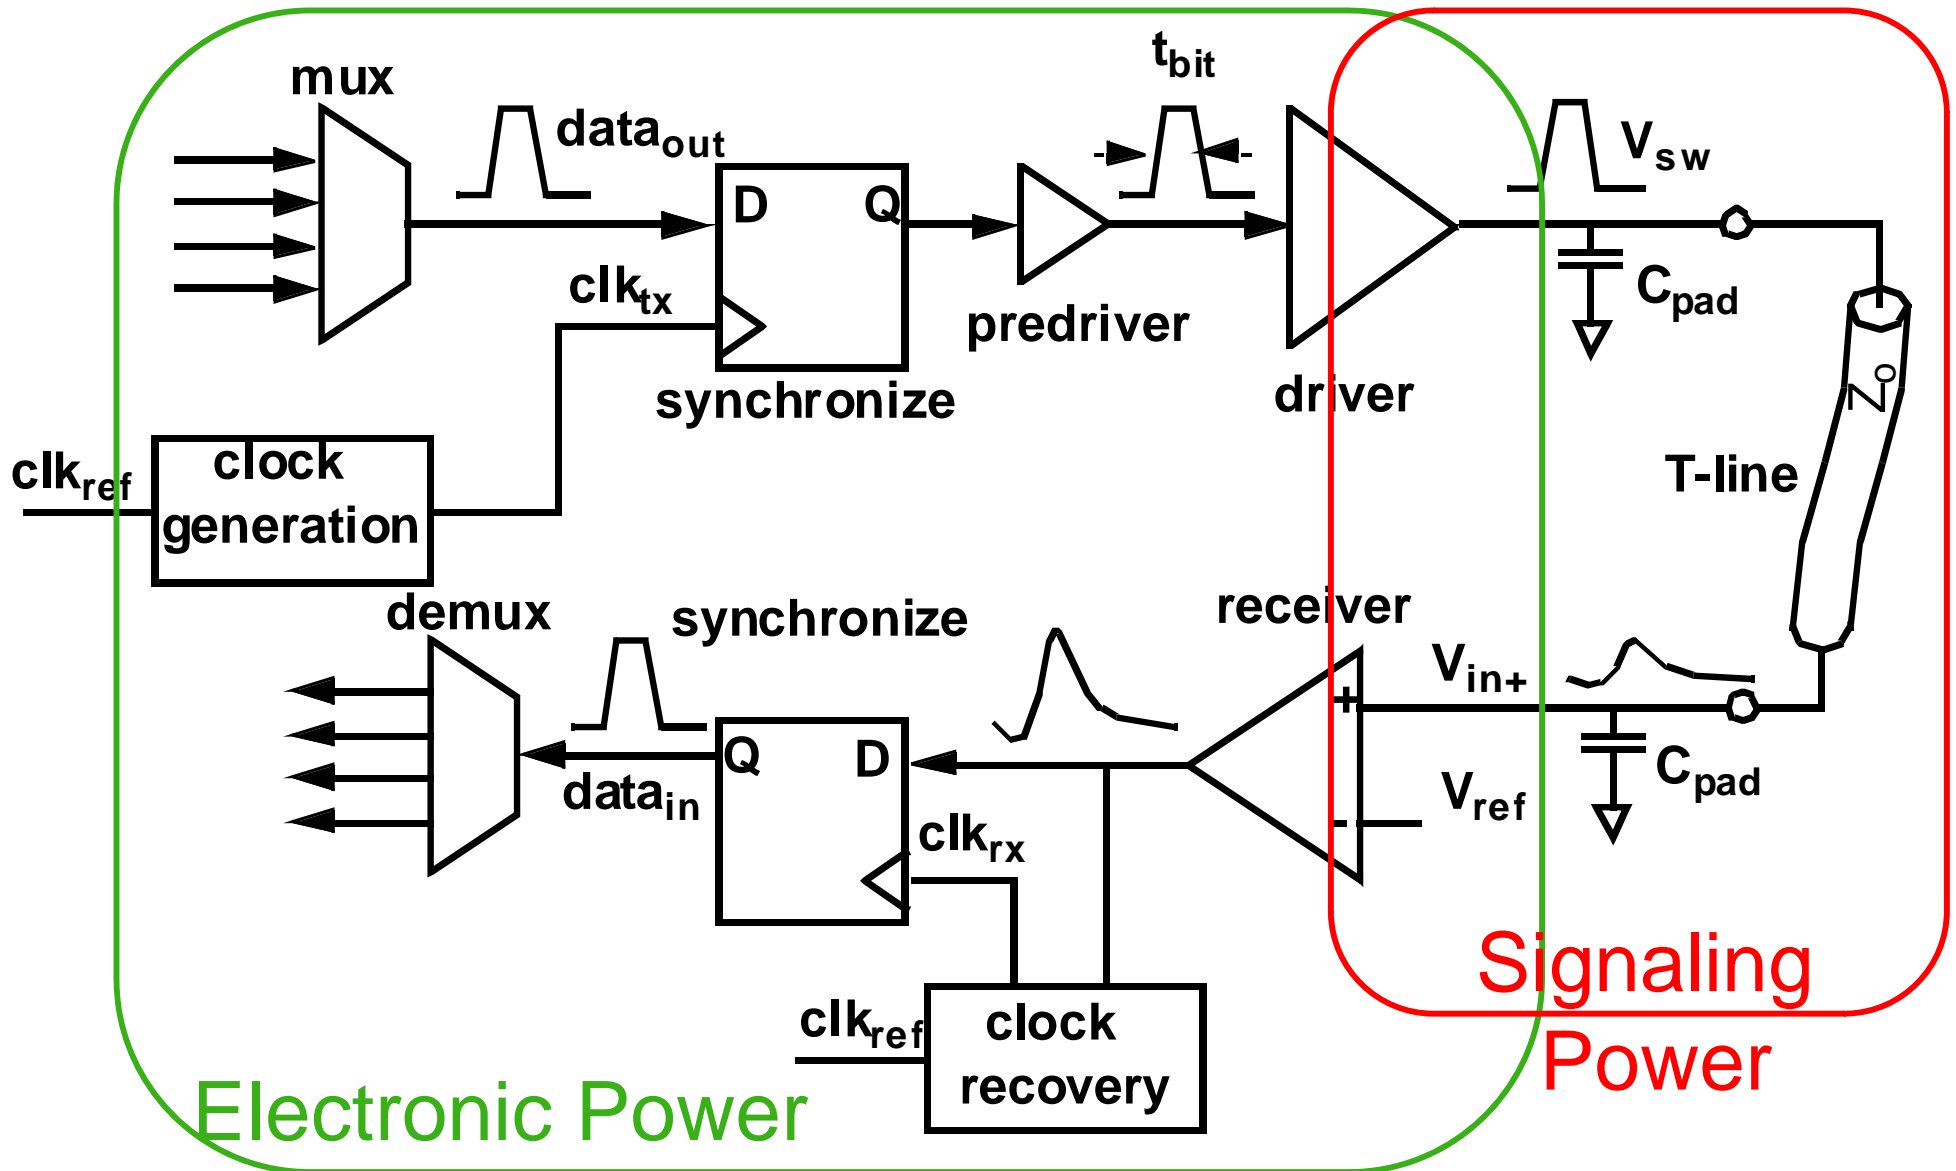 mux
t_bit
data_out
V_sw
D
Q
clk_tx
C_pad
predriver
synchronize
driver
Z_o
clk_ref
clock
generation
T-line
demux
synchronize
receiver
V_in+
+
Q
D
data_in
V_ref
C_pad
-
clk_rx
Signaling
Power
clk_ref
clock
recovery
Electronic Power